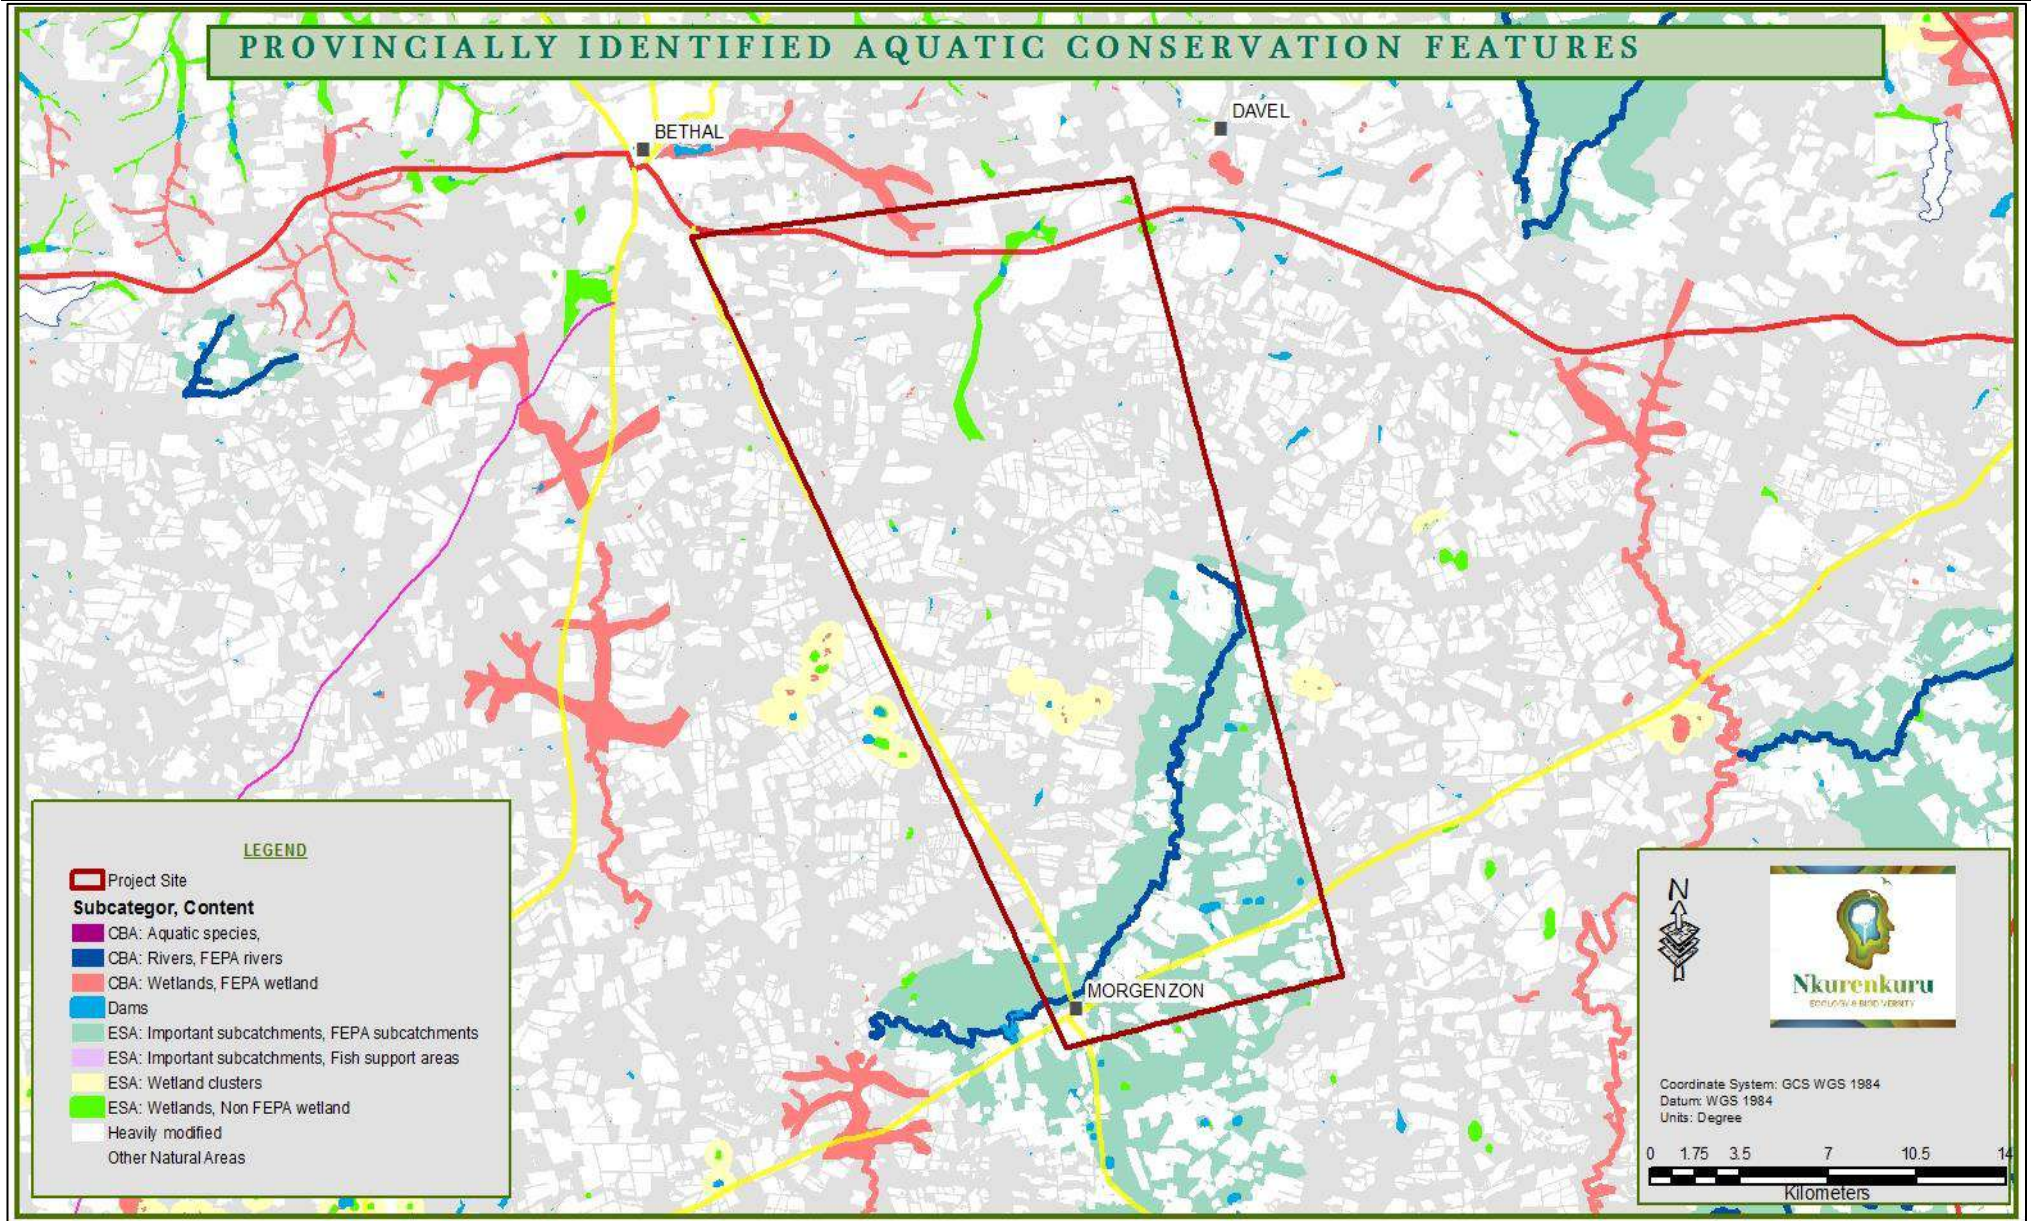 PROVINCIALLY IDENTIFIED AQUATIC CONSERVATION FEATURES
DAVEL
BETHAL
MORGENZON
LEGEND
Project Site
Subcategor, Content
CBA: Aquatic species,
CBA: Rivers, FEPA rivers
CBA: Wetlands, FEPA wetland
Dams
ESA: Important subcatchments, FEPA subcatchments
ESA: Important subcatchments, Fish support areas
ESA: Wetland clusters
ESA: Wetlands, Non FEPA wetland
Heavily modified
Other Natural Areas
N
Nkurenkuru
ECOLOGY & BIODIVERSITY
Coordinate System: GCS WGS 1984
Datum: WGS 1984
Units: Degree
0 1.75 3.5 7 10.5 14
Kilometers